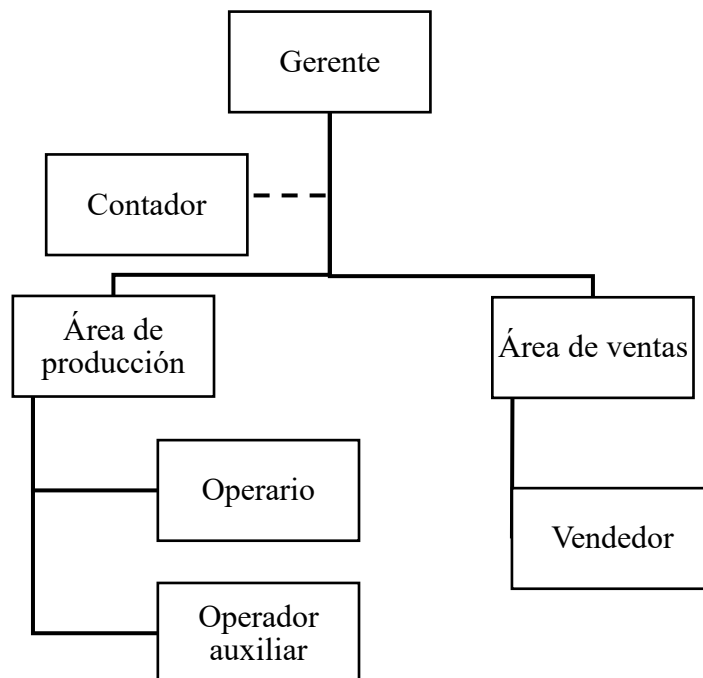 Gerente
Contador
Área de
producción
Área de ventas
Operario
Vendedor
Operador
auxiliar